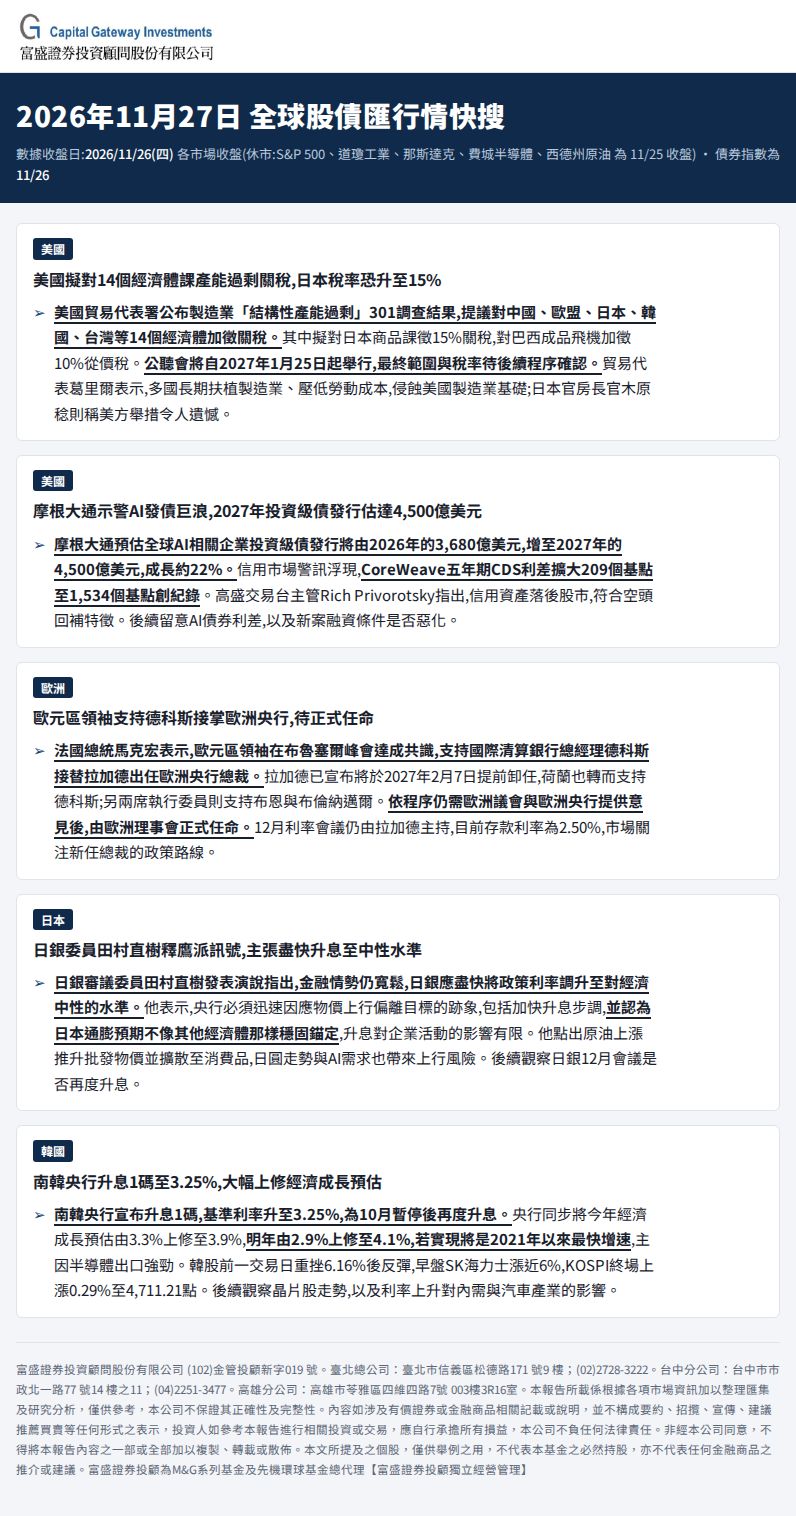 Capital Gateway Investments
富盛證券投資顧問股份有限公司
2026年11月27日 全球股債匯行情快搜
數據收盤日:2026/11/26(四) 各市場收盤(休市:S&P 500、道瓊工業、那斯達克、費城半導體、西德州原油 為 11/25 收盤) · 債券指數為
11/26
美國
美國擬對14個經濟體課產能過剩關稅,日本稅率恐升至15%
➢ 美國貿易代表署公布製造業「結構性產能過剩」301調查結果,提議對中國、歐盟、日本、韓
國、台灣等14個經濟體加徵關稅。其中擬對日本商品課徵15%關稅,對巴西成品飛機加徵
10%從價稅。公聽會將自2027年1月25日起舉行,最終範圍與稅率待後續程序確認。貿易代
表葛里爾表示,多國長期扶植製造業、壓低勞動成本,侵蝕美國製造業基礎;日本官房長官木原
稔則稱美方舉措令人遺憾。
美國
摩根大通示警AI發債巨浪,2027年投資級債發行估達4,500億美元
➢ 摩根大通預估全球AI相關企業投資級債發行將由2026年的3,680億美元,增至2027年的
4,500億美元,成長約22%。信用市場警訊浮現,CoreWeave五年期CDS利差擴大209個基點
至1,534個基點創紀錄。高盛交易台主管Rich Privorotsky指出,信用資產落後股市,符合空頭
回補特徵。後續留意AI債券利差,以及新案融資條件是否惡化。
歐洲
歐元區領袖支持德科斯接掌歐洲央行,待正式任命
➢ 法國總統馬克宏表示,歐元區領袖在布魯塞爾峰會達成共識,支持國際清算銀行總經理德科斯
接替拉加德出任歐洲央行總裁。拉加德已宣布將於2027年2月7日提前卸任,荷蘭也轉而支持
德科斯;另兩席執行委員則支持布恩與布倫納邁爾。依程序仍需歐洲議會與歐洲央行提供意
見後,由歐洲理事會正式任命。12月利率會議仍由拉加德主持,目前存款利率為2.50%,市場關
注新任總裁的政策路線。
日本
日銀委員田村直樹釋鷹派訊號,主張盡快升息至中性水準
➢ 日銀審議委員田村直樹發表演說指出,金融情勢仍寬鬆,日銀應盡快將政策利率調升至對經濟
中性的水準。他表示,央行必須迅速因應物價上行偏離目標的跡象,包括加快升息步調,並認為
日本通膨預期不像其他經濟體那樣穩固錨定,升息對企業活動的影響有限。他點出原油上漲
推升批發物價並擴散至消費品,日圓走勢與AI需求也帶來上行風險。後續觀察日銀12月會議是
否再度升息。
韓國
南韓央行升息1碼至3.25%,大幅上修經濟成長預估
➢ 南韓央行宣布升息1碼,基準利率升至3.25%,為10月暫停後再度升息。央行同步將今年經濟
成長預估由3.3%上修至3.9%,明年由2.9%上修至4.1%,若實現將是2021年以來最快增速,主
因半導體出口強勁。韓股前一交易日重挫6.16%後反彈,早盤SK海力士漲近6%,KOSPI終場上
漲0.29%至4,711.21點。後續觀察晶片股走勢,以及利率上升對內需與汽車產業的影響。
富盛證券投資顧問股份有限公司 (102)金管投顧新字019 號。臺北總公司：臺北市信義區松德路171 號9 樓；(02)2728-3222。台中分公司：台中市市
政北一路77 號14 樓之11；(04)2251-3477。高雄分公司：高雄市苓雅區四維四路7號 003樓3R16室。本報告所載係根據各項市場資訊加以整理匯集
及研究分析，僅供參考，本公司不保證其正確性及完整性。內容如涉及有價證券或金融商品相關記載或說明，並不構成要約、招攬、宣傳、建議
推薦買賣等任何形式之表示，投資人如參考本報告進行相關投資或交易，應自行承擔所有損益，本公司不負任何法律責任。非經本公司同意，不
得將本報告內容之一部或全部加以複製、轉載或散佈。本文所提及之個股，僅供舉例之用，不代表本基金之必然持股，亦不代表任何金融商品之
推介或建議。富盛證券投顧為M&G系列基金及先機環球基金總代理【富盛證券投顧獨立經營管理】